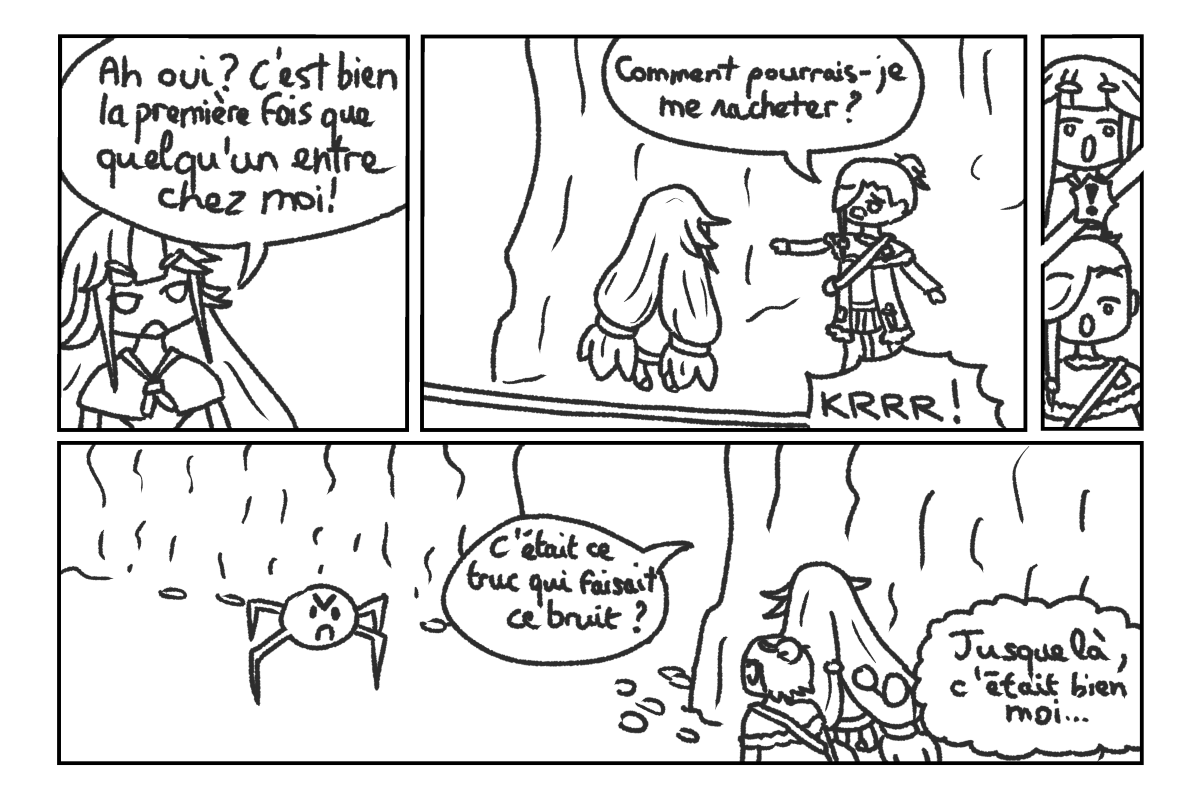 Ah oui? C'est bien
la première fois que
quelqu'un entre
chez moi!
Comment pourrais-je
me racheter?
KRRR!
!
C'était ce
truc qui faisait
ce bruit ?
Jusque là,
c'était bien
moi...